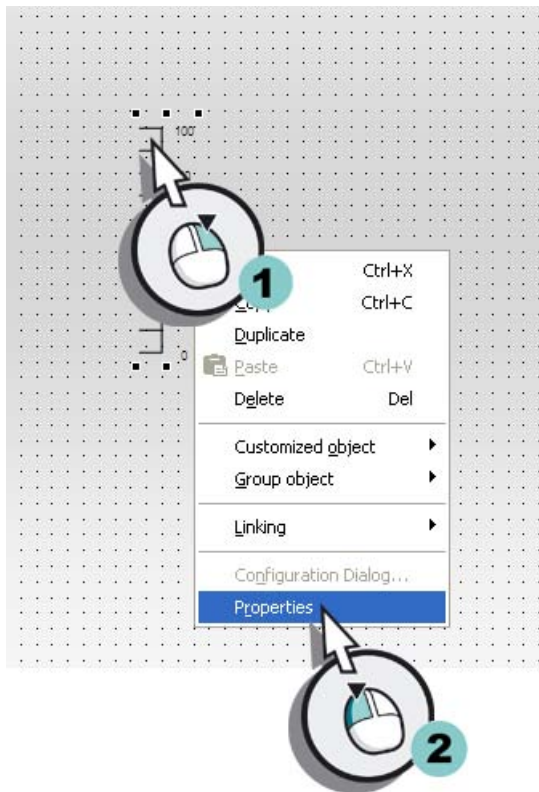 100
0
1
Ctrl+X
Ctrl+C
Duplicate
Paste Ctrl+V
Delete Del
Customized object
Group object
Linking
Configuration Dialog...
Properties
2